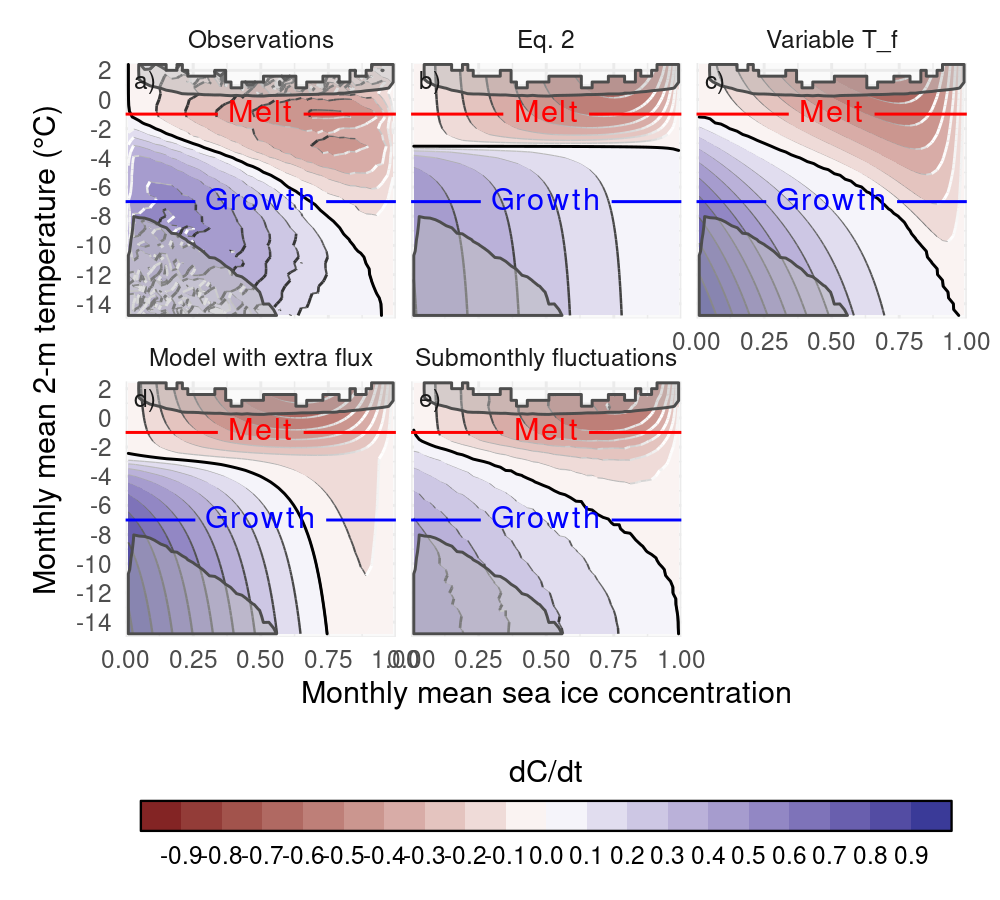 Observations
Eq. 2
Variable T_f
a)
b)
c)
Melt
Melt
Melt
Growth
Growth
Growth
2
0
-2
-4
-6
-8
-10
-12
-14
0.00 0.25 0.50 0.75 1.00
Monthly mean 2-m temperature (°C)
Model with extra flux
Submonthly fluctuations
d)
e)
Melt
Melt
Growth
Growth
2
0
-2
-4
-6
-8
-10
-12
-14
0.00 0.25 0.50 0.75 1.00
0.00 0.25 0.50 0.75 1.00
Monthly mean sea ice concentration
dC/dt
-0.9 -0.8 -0.7 -0.6 -0.5 -0.4 -0.3 -0.2 -0.1 0.0 0.1 0.2 0.3 0.4 0.5 0.6 0.7 0.8 0.9